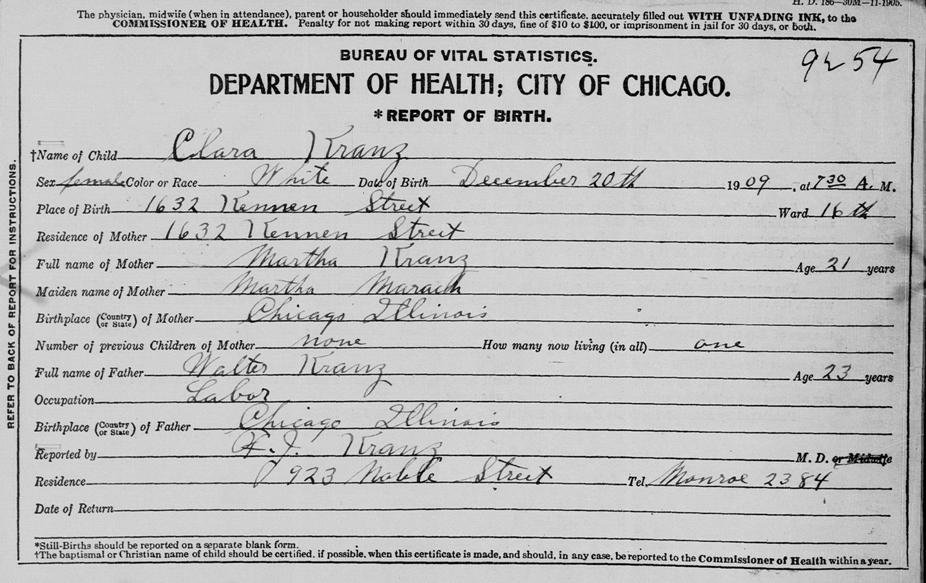 H. D. 186—30M—11-1905.
The physician, midwife (when in attendance), parent or householder should immediately send this certificate, accurately filled out WITH UNFADING INK, to the
COMMISSIONER OF HEALTH. Penalty for not making report within 30 days, fine of $10 to $100, or imprisonment in jail for 30 days, or both.
9254
BUREAU OF VITAL STATISTICS.
DEPARTMENT OF HEALTH; CITY OF CHICAGO.
*REPORT OF BIRTH.
†Name of Child Clara Kranz
Sex female Color or Race White Date of Birth December 20th 1909, at 730 A. M.
Place of Birth 1632 Kennen Street Ward 16th
Residence of Mother 1632 Kennen Street
Full name of Mother Martha Kranz Age 21 years
Maiden name of Mother Martha
Birthplace (Country or State) of Mother Chicago Illinois
Number of previous Children of Mother none How many now living (in all) one
Full name of Father Walter Kranz Age 23 years
Occupation Labor
Birthplace (Country or State) of Father Chicago Illinois
Reported by J. Kranz M. D. or Midwife
Residence 923 Noble Street Tel. Monroe 2384
Date of Return
*Still-Births should be reported on a separate blank form.
†The baptismal or Christian name of child should be certified, if possible, when this certificate is made, and should, in any case, be reported to the Commissioner of Health within a year.
REFER TO BACK OF REPORT FOR INSTRUCTIONS.